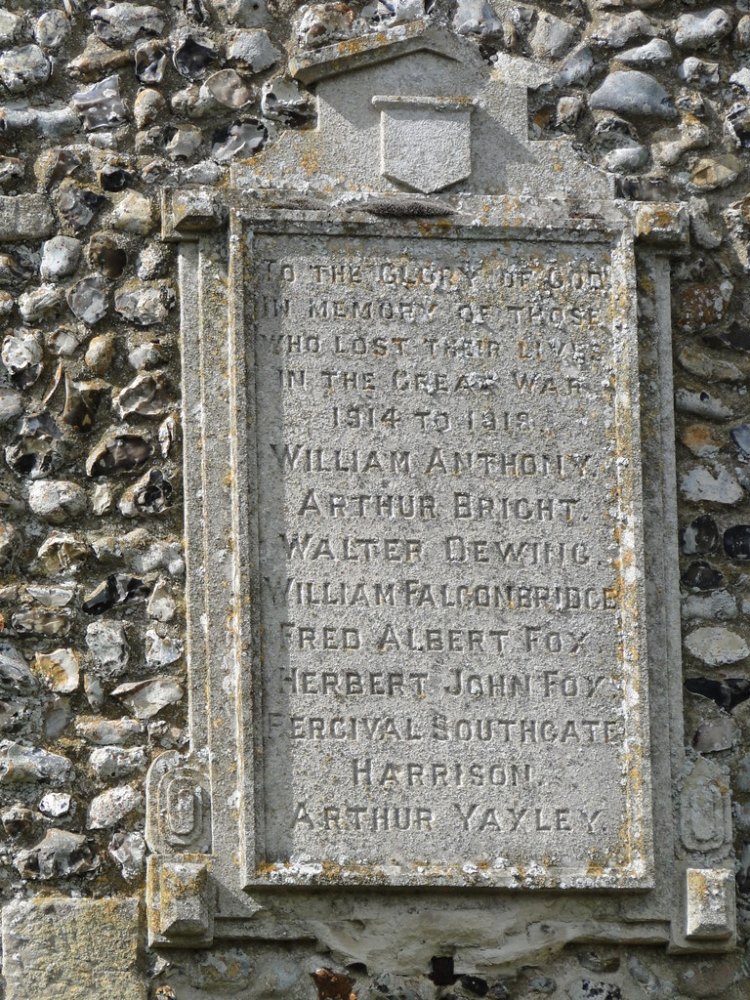 TO THE GLORY OF GOD
IN MEMORY OF THOSE
WHO LOST THEIR LIVES
IN THE GREAT WAR
1914 TO 1918.
WILLIAM ANTHONY.
ARTHUR BRIGHT.
WALTER DEWING.
WILLIAM FALCONBRIDGE
FRED ALBERT FOX.
HERBERT JOHN FOX.
PERCIVAL SOUTHGATE
HARRISON.
ARTHUR YAXLEY.